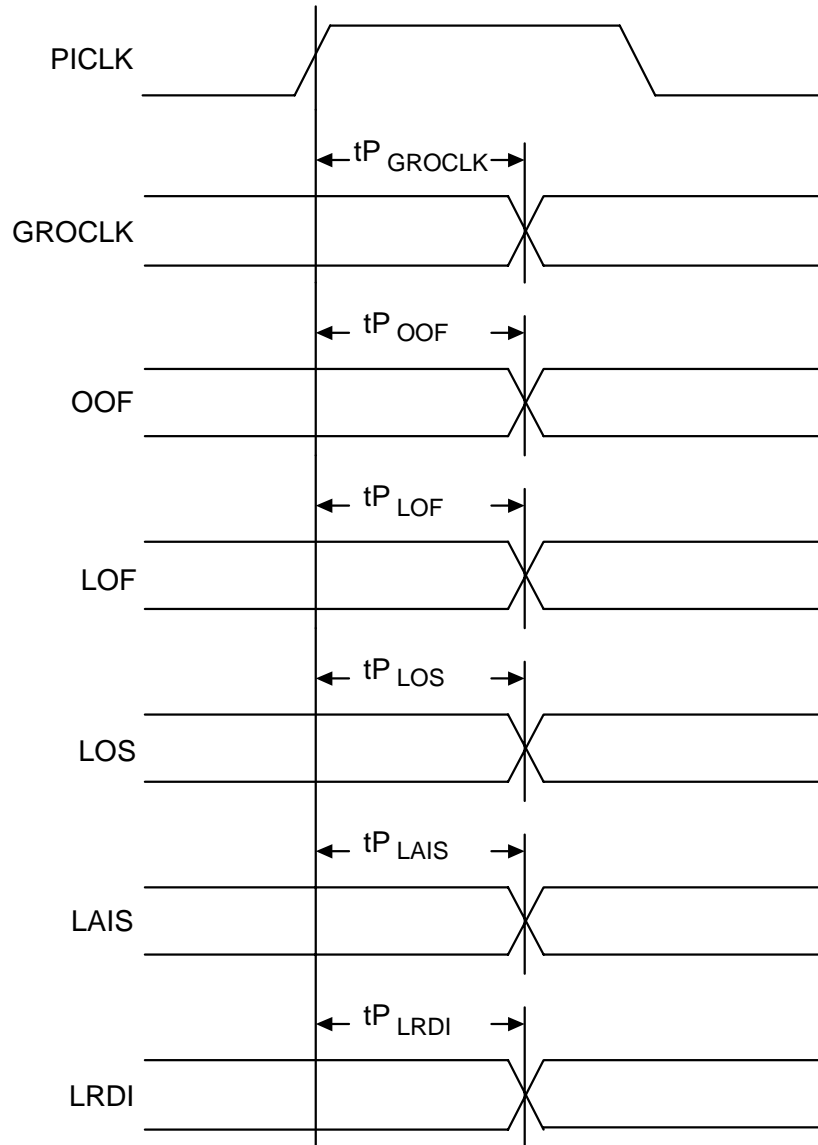 PICLK
tP GROCLK
GROCLK
tP OOF
OOF
tP LOF
LOF
tP LOS
LOS
tP LAIS
LAIS
tP LRDI
LRDI